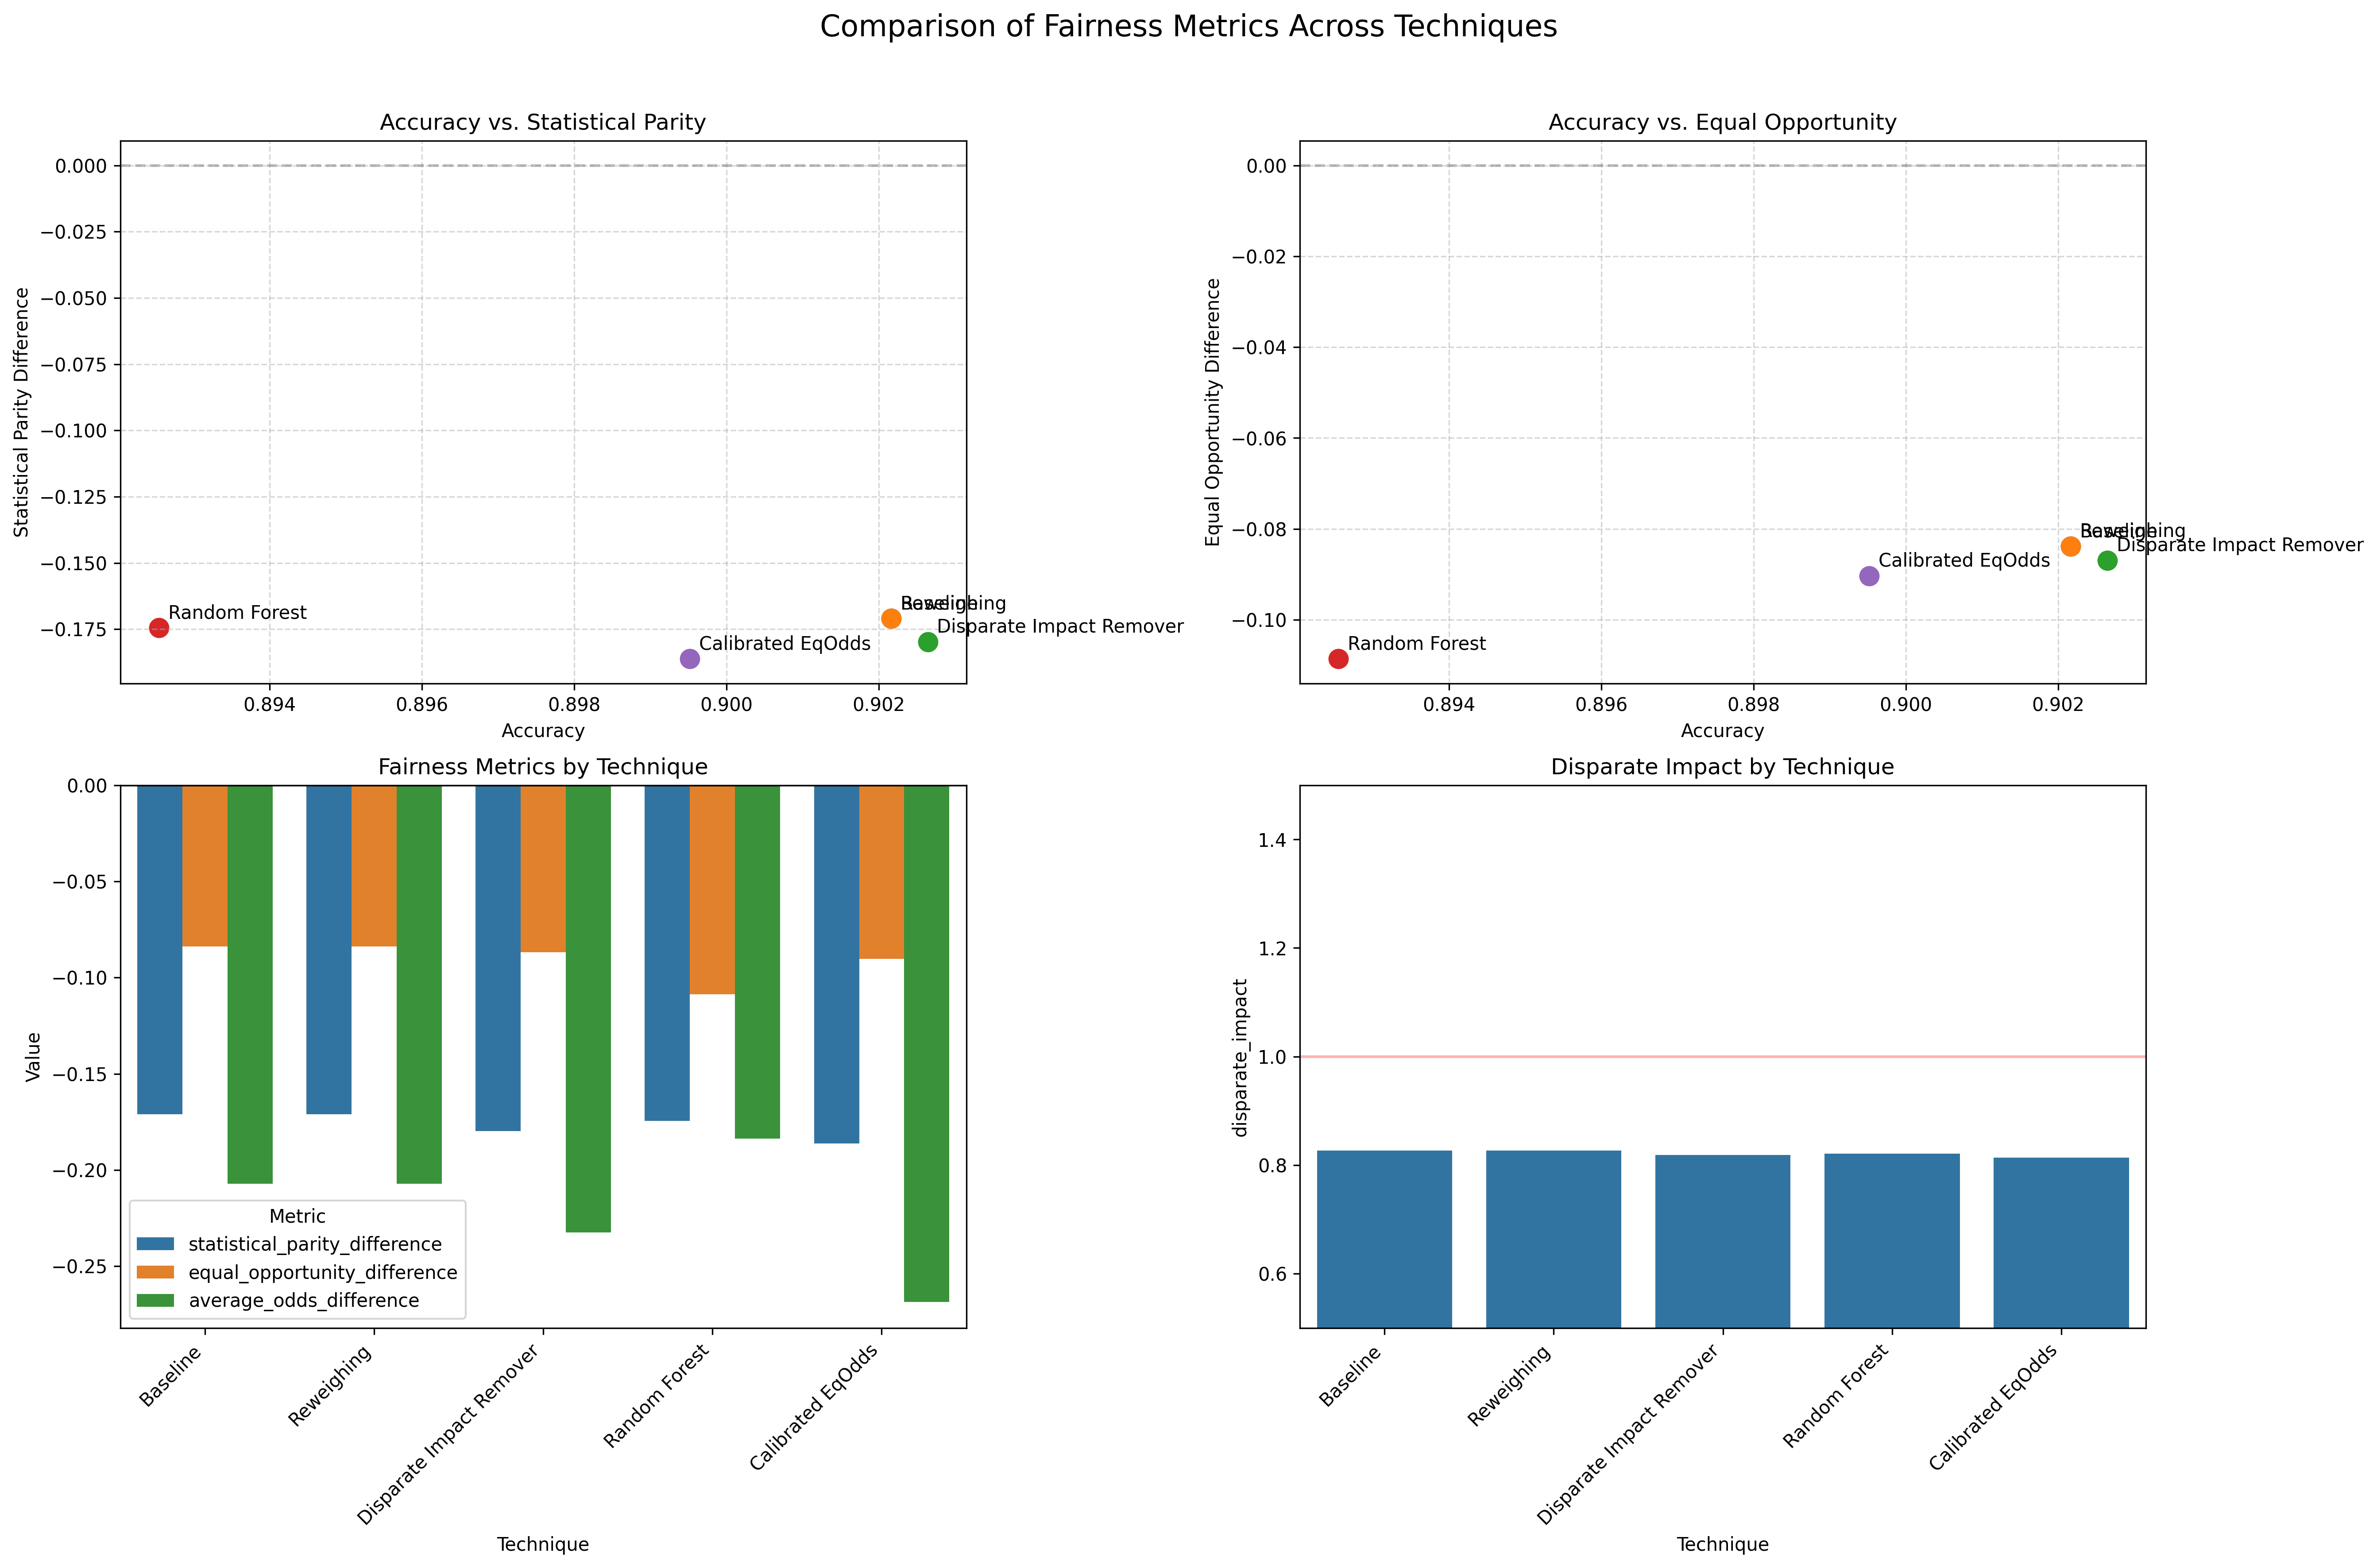 Comparison of Fairness Metrics Across Techniques
Accuracy vs. Statistical Parity
Statistical Parity Difference
0.000
−0.025
−0.050
−0.075
−0.100
−0.125
−0.150
−0.175
Random Forest
Calibrated EqOdds
Baseline
Reweighing
Disparate Impact Remover
0.894
0.896
0.898
0.900
0.902
Accuracy
Accuracy vs. Equal Opportunity
Equal Opportunity Difference
0.00
−0.02
−0.04
−0.06
−0.08
−0.10
Random Forest
Calibrated EqOdds
Baseline
Reweighing
Disparate Impact Remover
0.894
0.896
0.898
0.900
0.902
Accuracy
Fairness Metrics by Technique
Value
0.00
−0.05
−0.10
−0.15
−0.20
−0.25
Metric
statistical_parity_difference
equal_opportunity_difference
average_odds_difference
Baseline
Reweighing
Disparate Impact Remover
Random Forest
Calibrated EqOdds
Technique
Disparate Impact by Technique
disparate_impact
1.4
1.2
1.0
0.8
0.6
Baseline
Reweighing
Disparate Impact Remover
Random Forest
Calibrated EqOdds
Technique